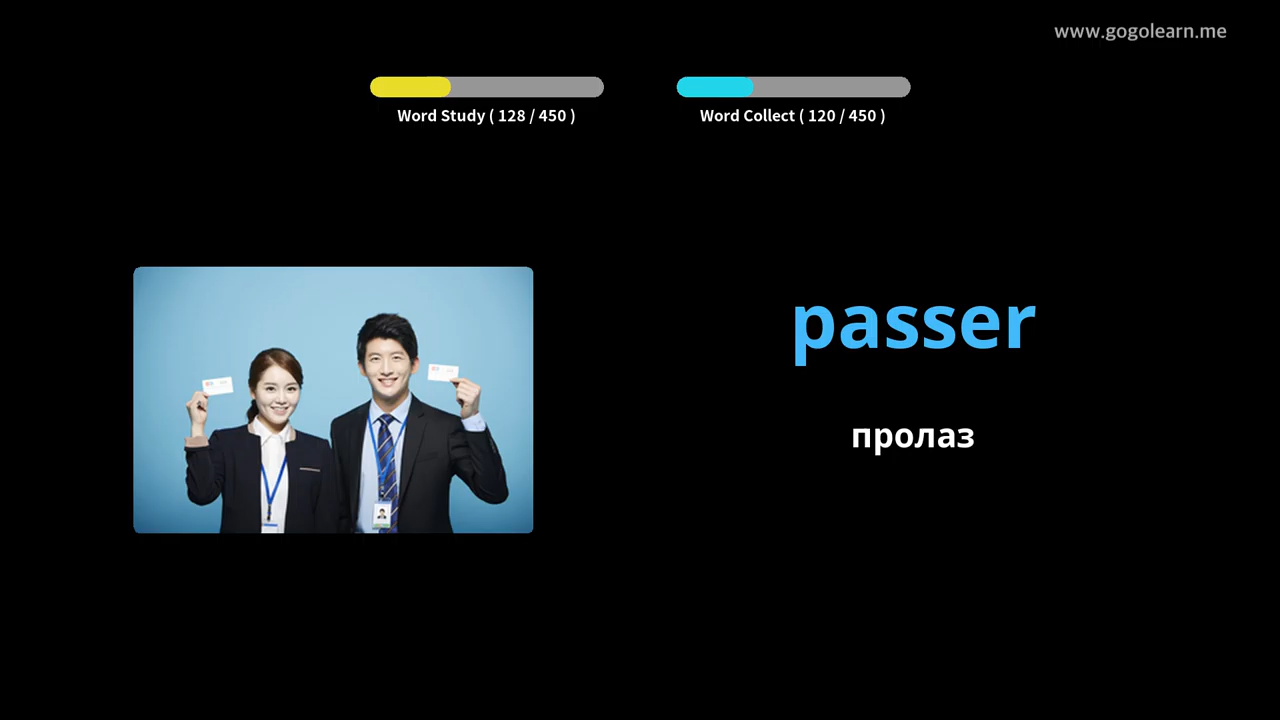 www.gogolearn.me
Word Study ( 128 / 450 )
Word Collect ( 120 / 450 )
passer
пролаз